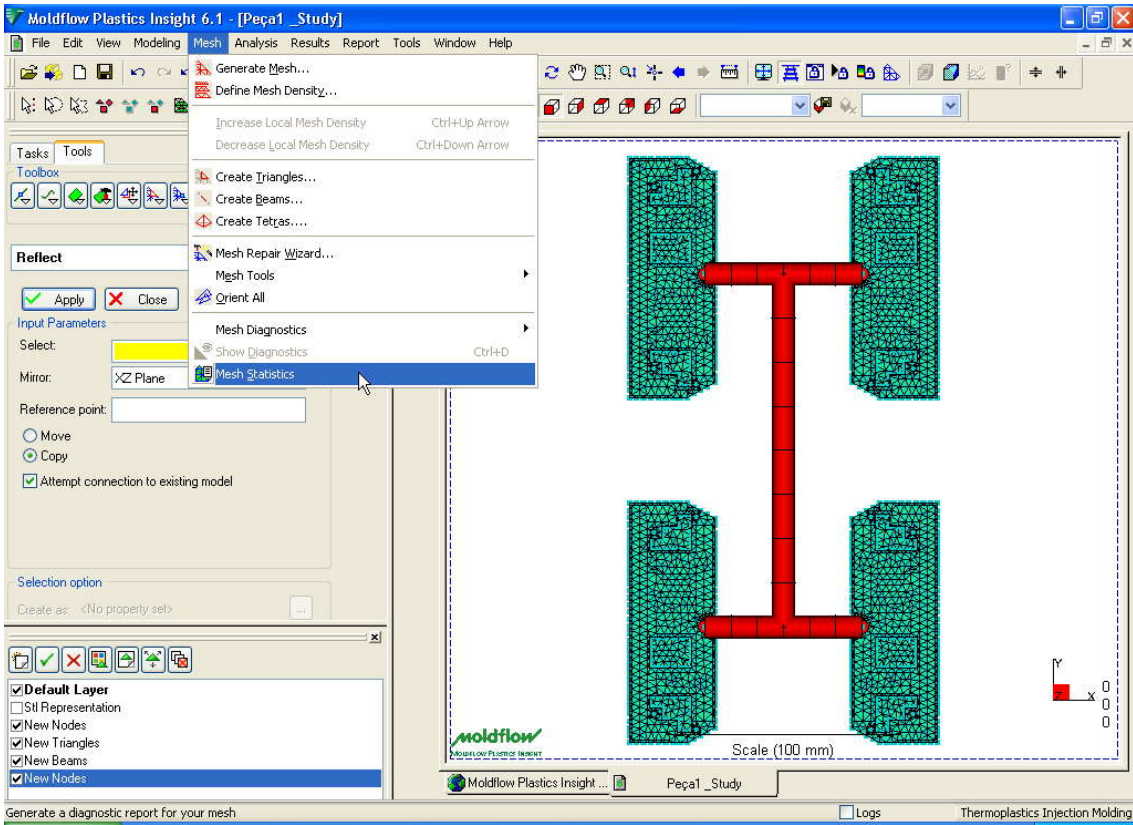 Moldflow Plastics Insight 6.1 - [Peça1 _Study]
File Edit View Modeling Mesh Analysis Results Report Tools Window Help
Generate Mesh...
Define Mesh Density...
Increase Local Mesh Density Ctrl+Up Arrow
Decrease Local Mesh Density Ctrl+Down Arrow
Create Triangles...
Create Beams...
Create Tetras....
Mesh Repair Wizard...
Mesh Tools
Orient All
Mesh Diagnostics
Show Diagnostics Ctrl+D
Mesh Statistics
Tasks Tools
Toolbox
Reflect
Apply Close
Input Parameters
Select:
Mirror: XZ Plane
Reference point:
Move
Copy
Attempt connection to existing model
Selection option
Create as: <No property set> ...
Default Layer
Stl Representation
New Nodes
New Triangles
New Beams
New Nodes
moldflow
MOLDFLOW PLASTICS INSIGHT
Scale (100 mm)
Y
Z X
0
0
0
Moldflow Plastics Insight ... Peça1 _Study
Generate a diagnostic report for your mesh Logs Thermoplastics Injection Molding